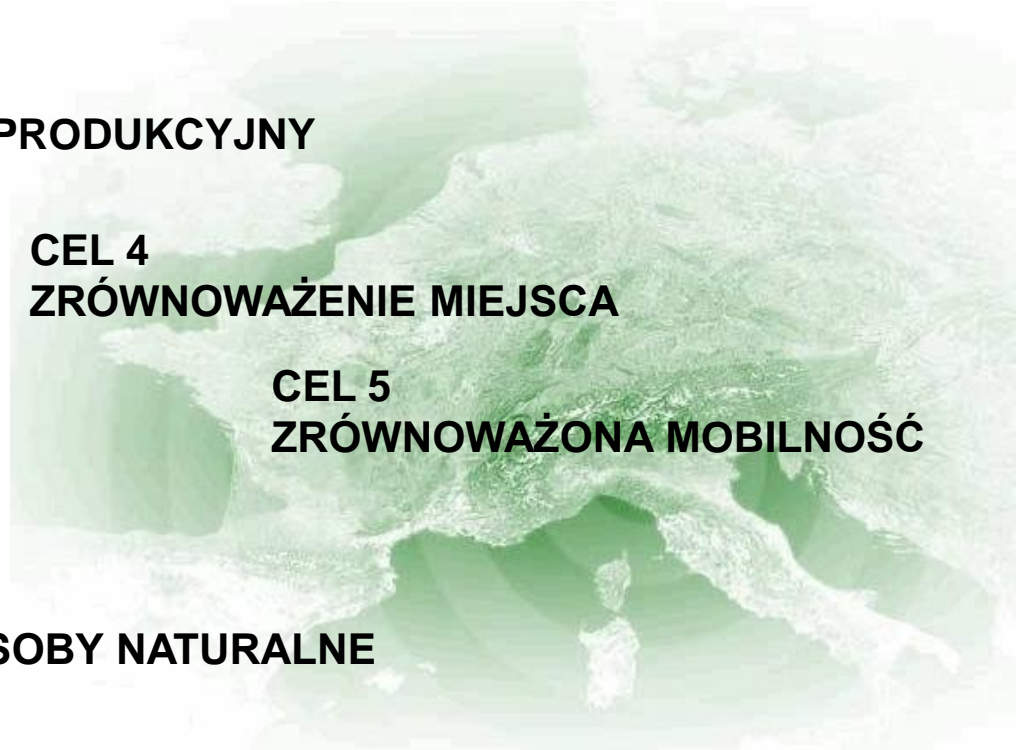 PRODUKCYJNY
CEL 4
ZRÓWNOWAŻENIE MIEJSCA
CEL 5
ZRÓWNOWAŻONA MOBILNOŚĆ
SOBY NATURALNE